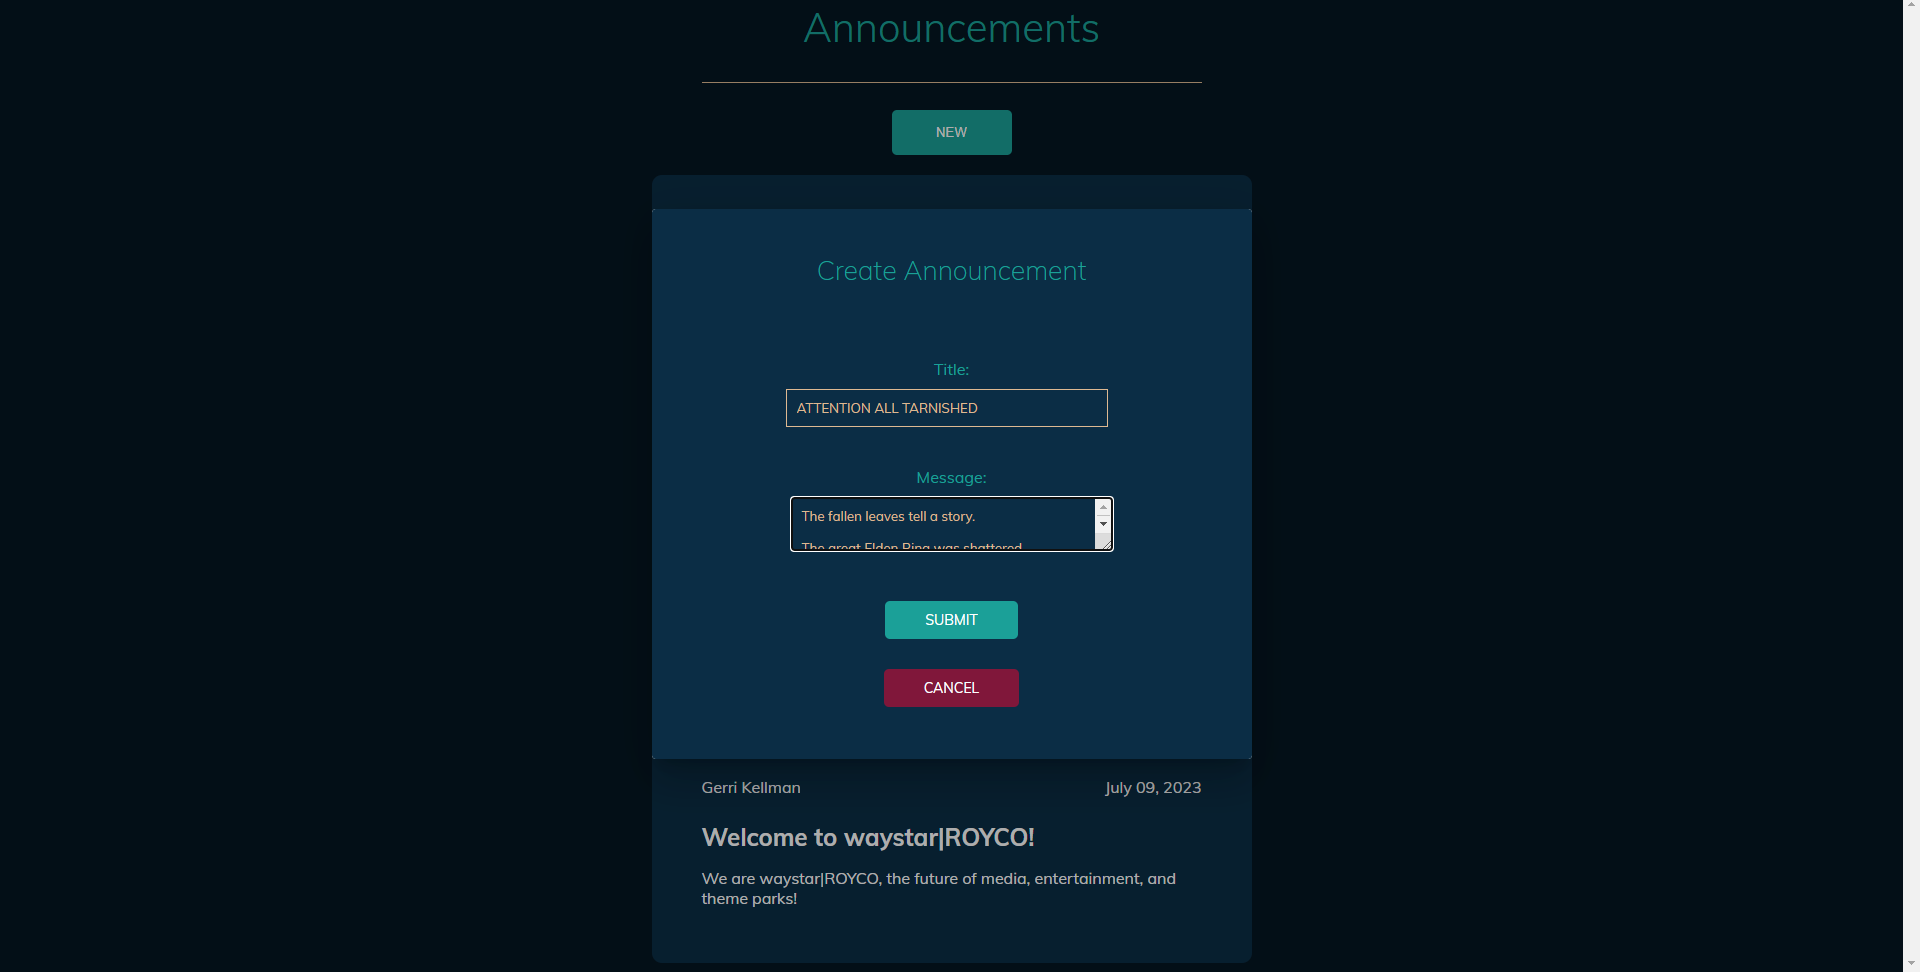 Announcements
NEW
Create Announcement
Title:
ATTENTION ALL TARNISHED
Message:
The fallen leaves tell a story.
The great Elden Ring was shattered
SUBMIT
CANCEL
Gerri Kellman
July 09, 2023
Welcome to waystar|ROYCO!
We are waystar|ROYCO, the future of media, entertainment, and
theme parks!